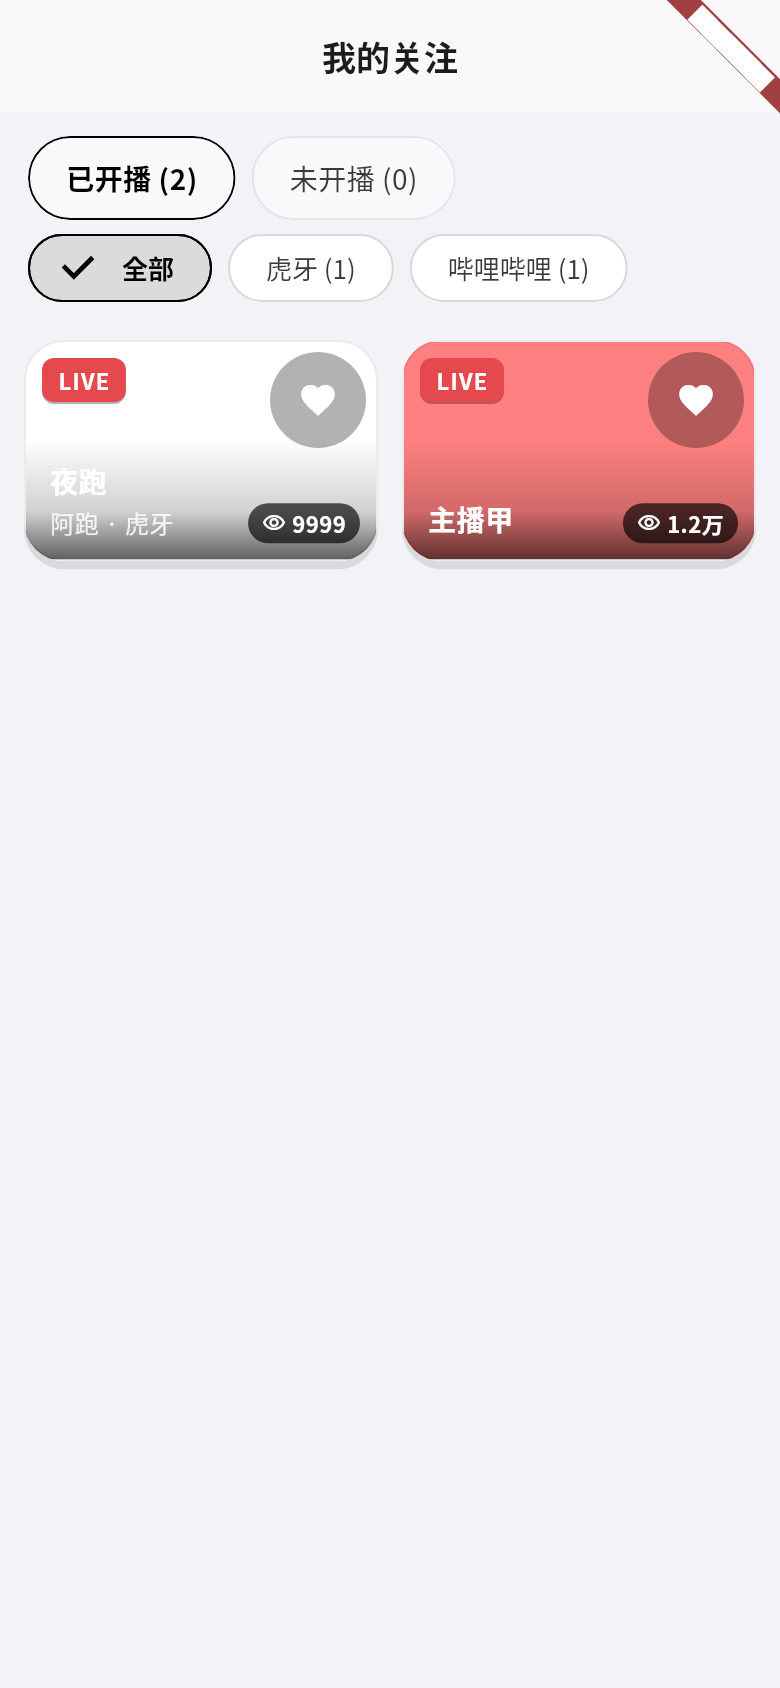 我的关注
已开播 (2)
未开播 (0)
全部
虎牙 (1)
哔哩哔哩 (1)
LIVE
夜跑
阿跑 · 虎牙
9999
LIVE
主播甲
1.2万